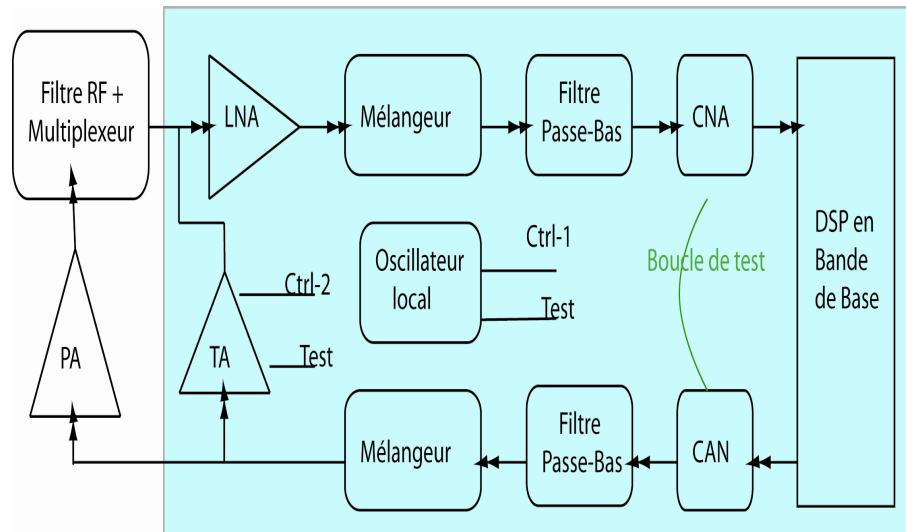 Filtre RF +
Multiplexeur
LNA
Mélangeur
Filtre
Passe-Bas
CNA
DSP en
Bande
de Base
Oscillateur
local
Ctrl-1
Test
Boucle de test
Ctrl-2
Test
PA
TA
Mélangeur
Filtre
Passe-Bas
CAN